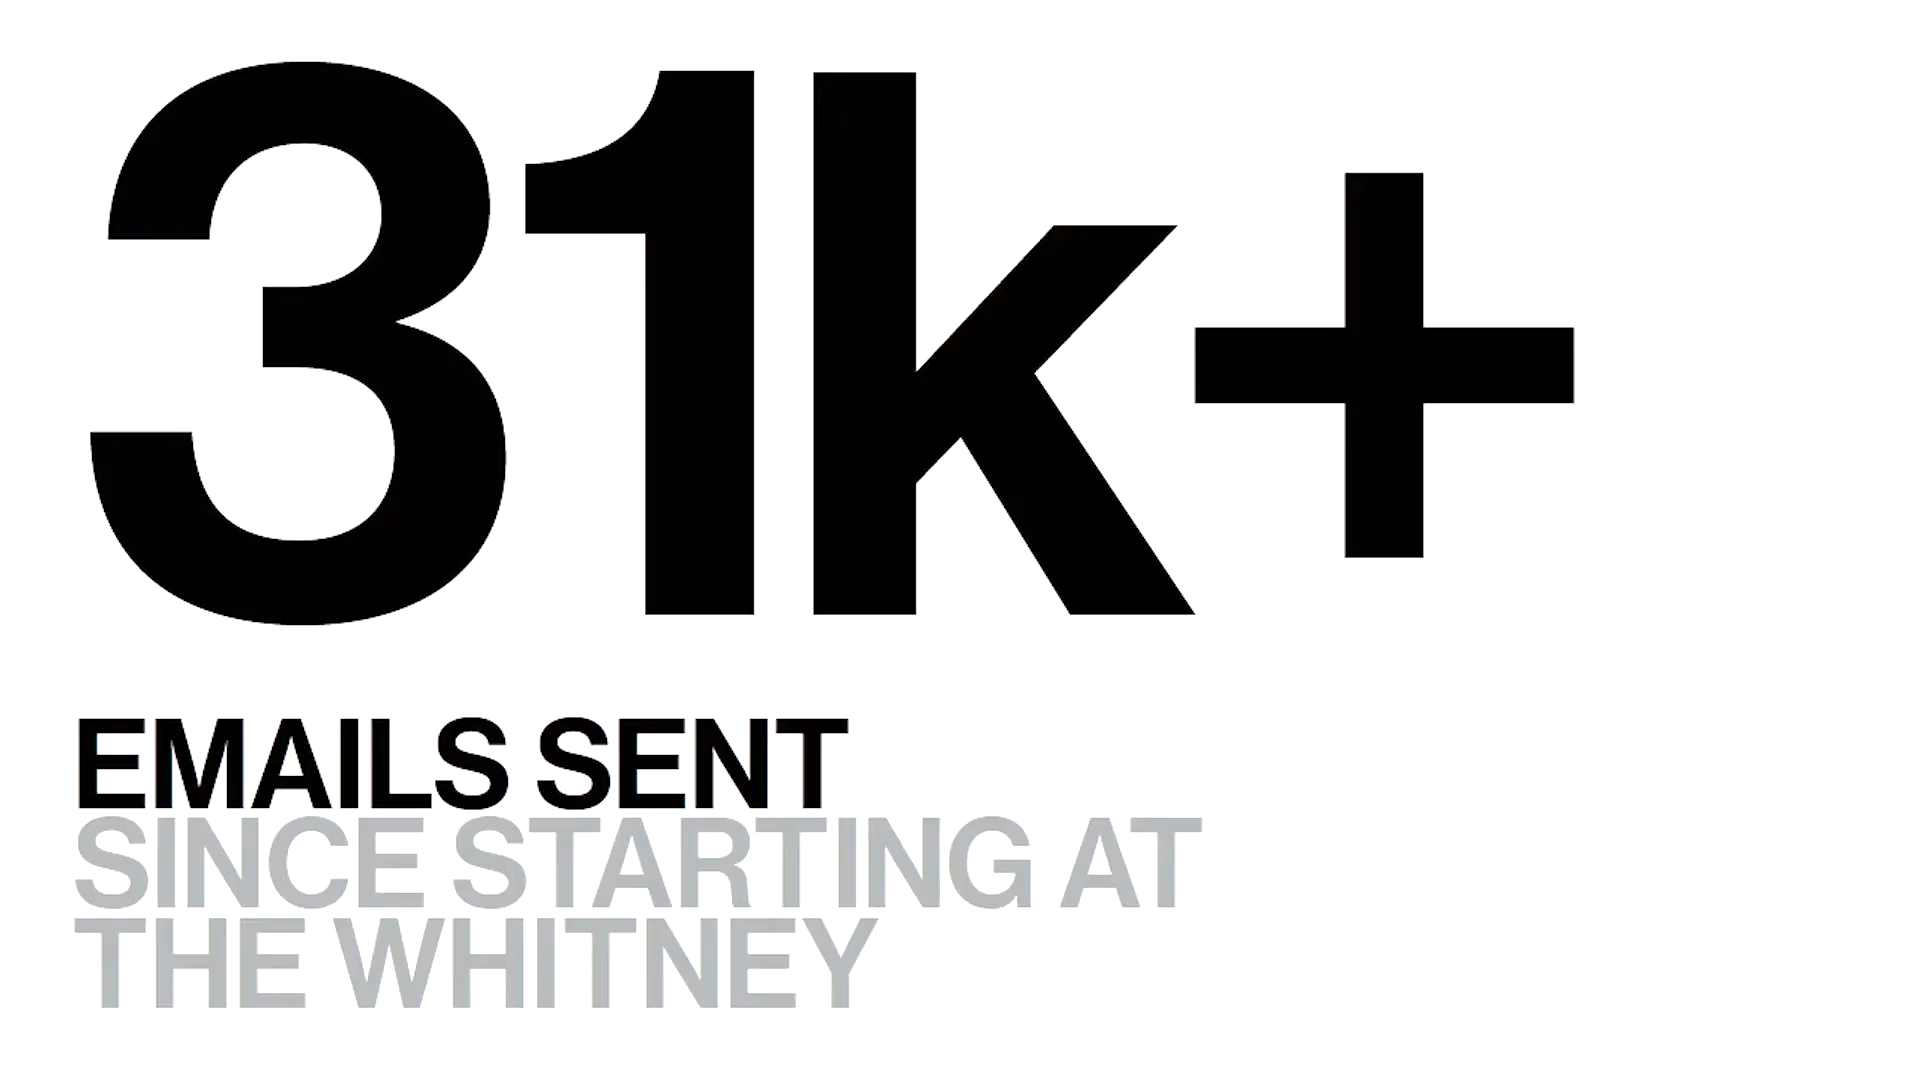 31k+
EMAILS SENT
SINCE STARTING AT
THE WHITNEY